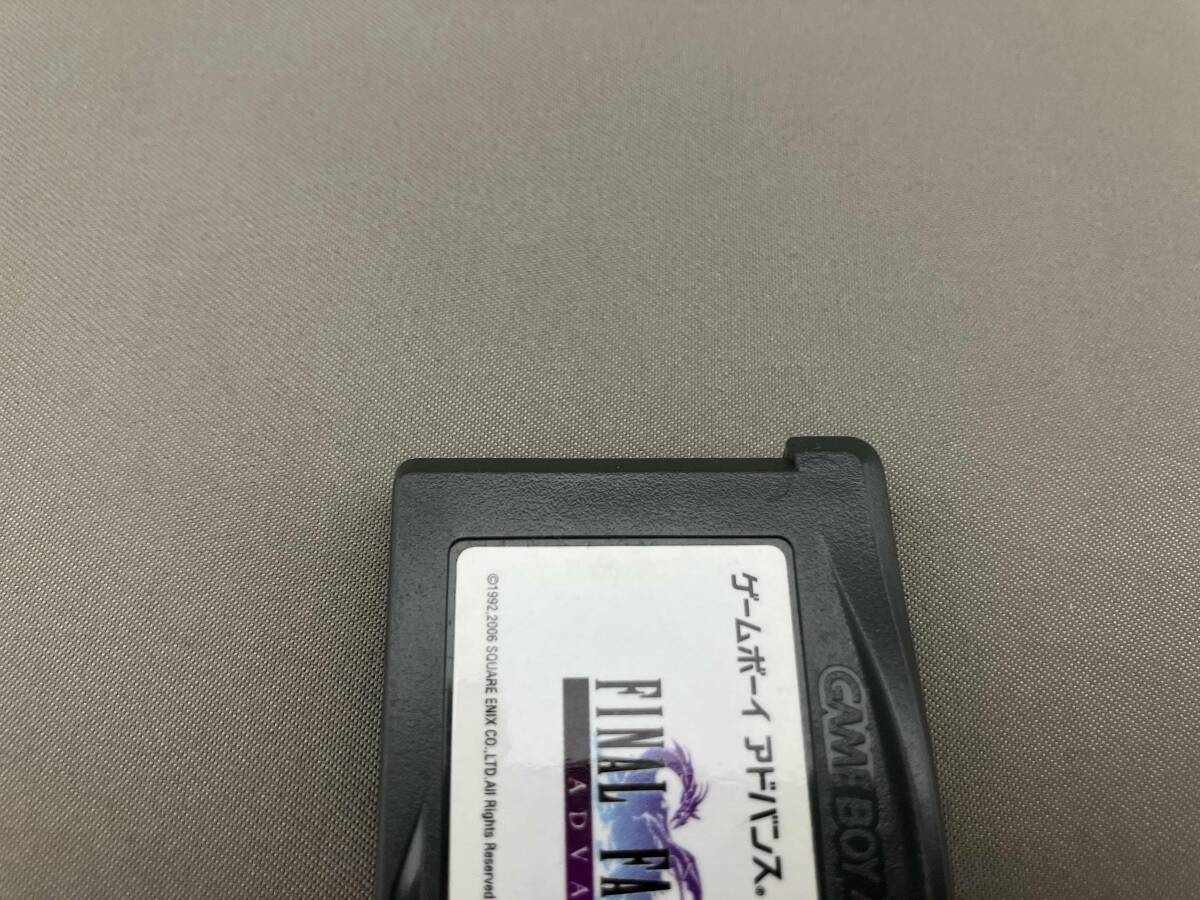 GAME BOY
ゲームボーイ アドバンス®
FINAL FA
ADVA
©1992,2006 SQUARE ENIX CO.,LTD.All Rights Reserved